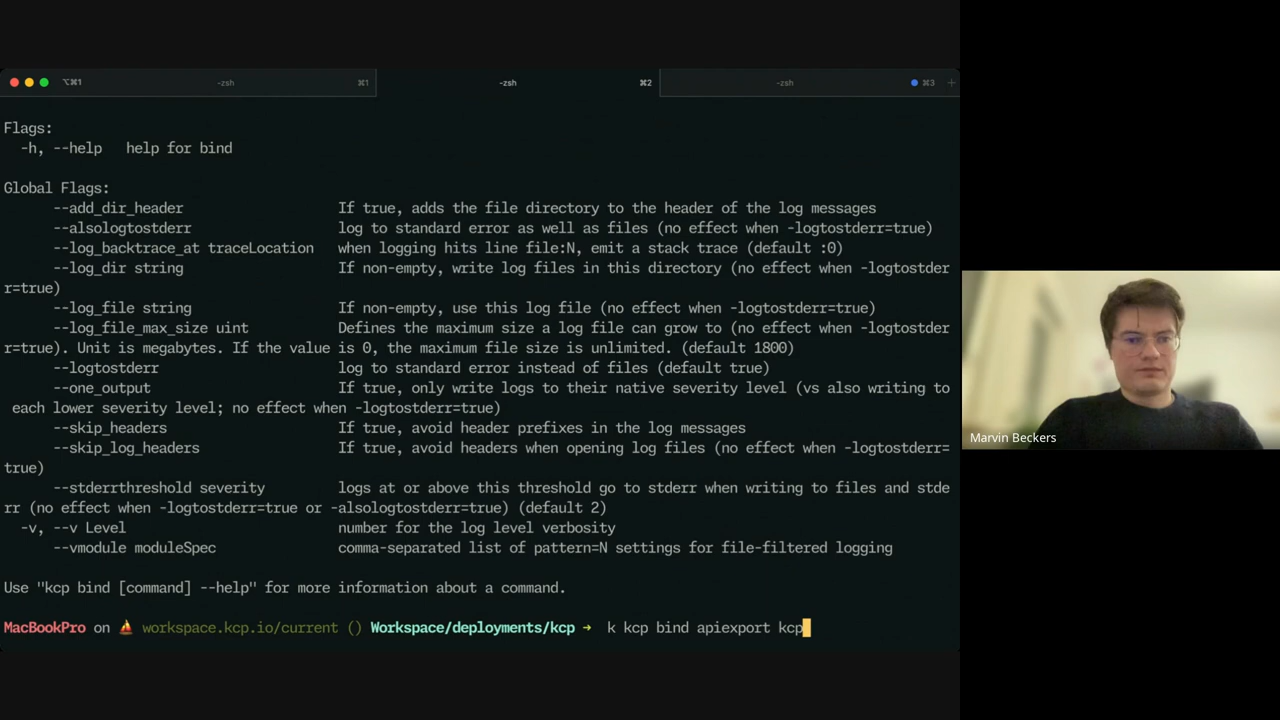 ⌥⌘1 -zsh ⌘1 -zsh ⌘2 -zsh ⌘3 +
Flags:
-h, --help help for bind
Global Flags:
--add_dir_header If true, adds the file directory to the header of the log messages
--alsologtostderr log to standard error as well as files (no effect when -logtostderr=true)
--log_backtrace_at traceLocation when logging hits line file:N, emit a stack trace (default :0)
--log_dir string If non-empty, write log files in this directory (no effect when -logtostder
r=true)
--log_file string If non-empty, use this log file (no effect when -logtostderr=true)
--log_file_max_size uint Defines the maximum size a log file can grow to (no effect when -logtostder
r=true). Unit is megabytes. If the value is 0, the maximum file size is unlimited. (default 1800)
--logtostderr log to standard error instead of files (default true)
--one_output If true, only write logs to their native severity level (vs also writing to
each lower severity level; no effect when -logtostderr=true)
--skip_headers If true, avoid header prefixes in the log messages
--skip_log_headers If true, avoid headers when opening log files (no effect when -logtostderr=
true)
--stderrthreshold severity logs at or above this threshold go to stderr when writing to files and stde
rr (no effect when -logtostderr=true or -alsologtostderr=true) (default 2)
-v, --v Level number for the log level verbosity
--vmodule moduleSpec comma-separated list of pattern=N settings for file-filtered logging
Use "kcp bind [command] --help" for more information about a command.
MacBookPro on ⛵ workspace.kcp.io/current () Workspace/deployments/kcp → k kcp bind apiexport kcp
Marvin Beckers